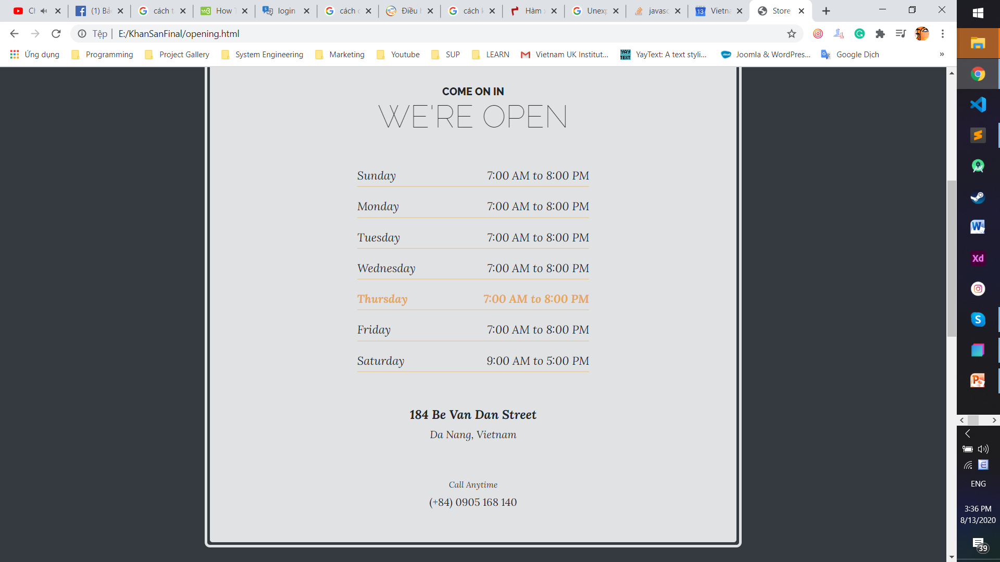 (1) Bả
cách t
How T
login
cách c
Điều h
cách k
Hàm x
Unexp
javasc
13
Vietna
Store
Tệp | E:/KhanSanFinal/opening.html
Ứng dụng
Programming
Project Gallery
System Engineering
Marketing
Youtube
SUP
LEARN
Vietnam UK Institut...
YAY TEXT
YayText: A text styli...
Joomla & WordPres...
Google Dịch
»
COME ON IN
WE'RE OPEN
Sunday 7:00 AM to 8:00 PM
Monday 7:00 AM to 8:00 PM
Tuesday 7:00 AM to 8:00 PM
Wednesday 7:00 AM to 8:00 PM
Thursday 7:00 AM to 8:00 PM
Friday 7:00 AM to 8:00 PM
Saturday 9:00 AM to 5:00 PM
184 Be Van Dan Street
Da Nang, Vietnam
Call Anytime
(+84) 0905 168 140
Xd
ENG
3:36 PM
8/13/2020
39